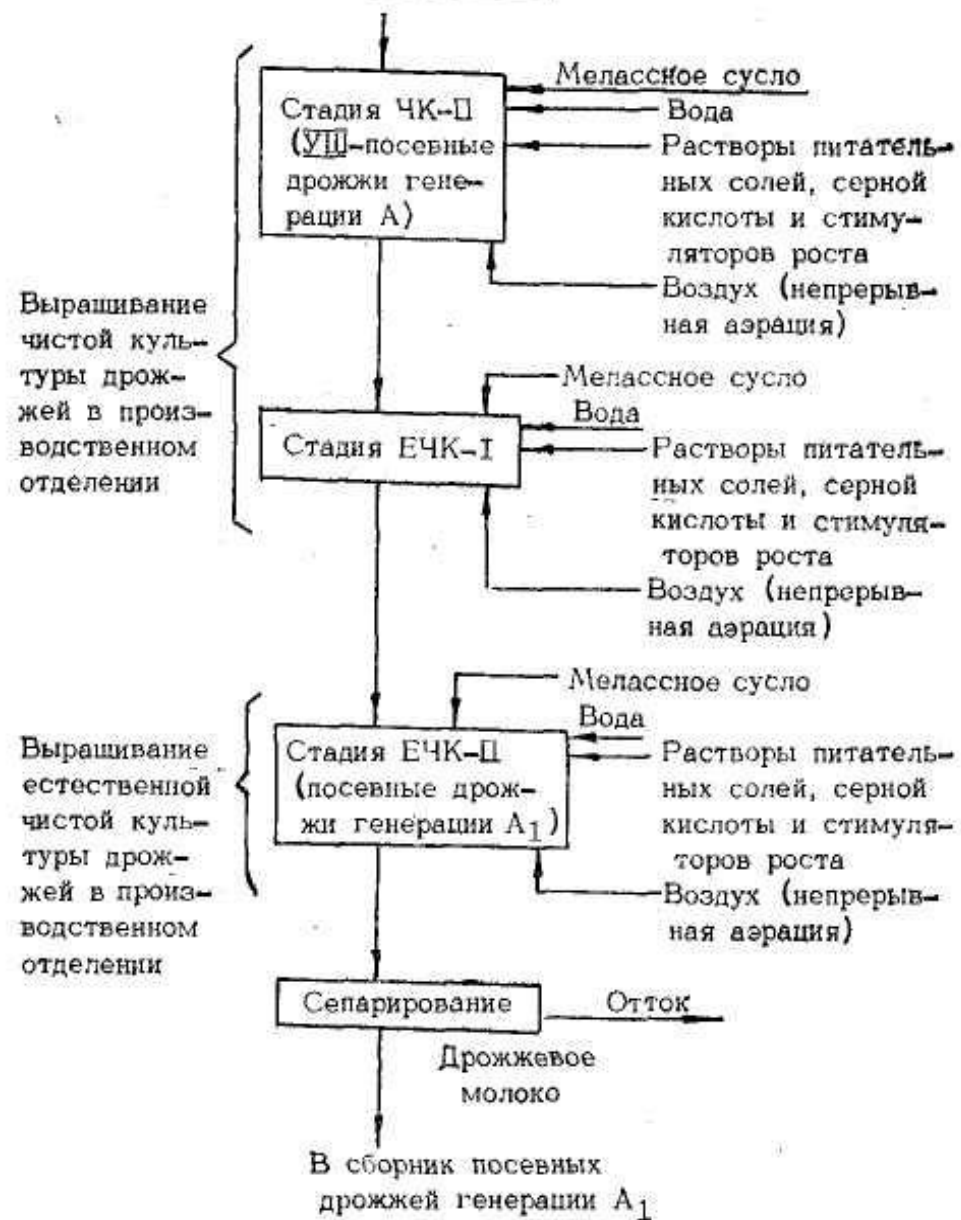 Мелассное сусло
Стадия ЧК-П
(УШ-посевные
дрожжи гене-
рации А)
Вода
Растворы питатель-
ных солей, серной
кислоты и стиму-
ляторов роста
Воздух (непрерыв-
ная аэрация)
Выращивание
чистой куль-
туры дрож-
жей в произ-
водственном
отделении
Мелассное сусло
Вода
Стадия ЕЧК-I
Растворы питатель-
ных солей, серной
кислоты и стимуля-
торов роста
Воздух (непрерыв-
ная аэрация)
Мелассное сусло
Вода
Стадия ЕЧК-П
(посевные дрож-
жи генерации А1)
Растворы питатель-
ных солей, серной
кислоты и стимуля-
торов роста
Воздух (непрерыв-
ная аэрация)
Выращивание
естественной
чистой куль-
туры дрож-
жей в произ-
водственном
отделении
Сепарирование
Отток
Дрожжевое
молоко
В сборник посевных
дрожжей генерации А1